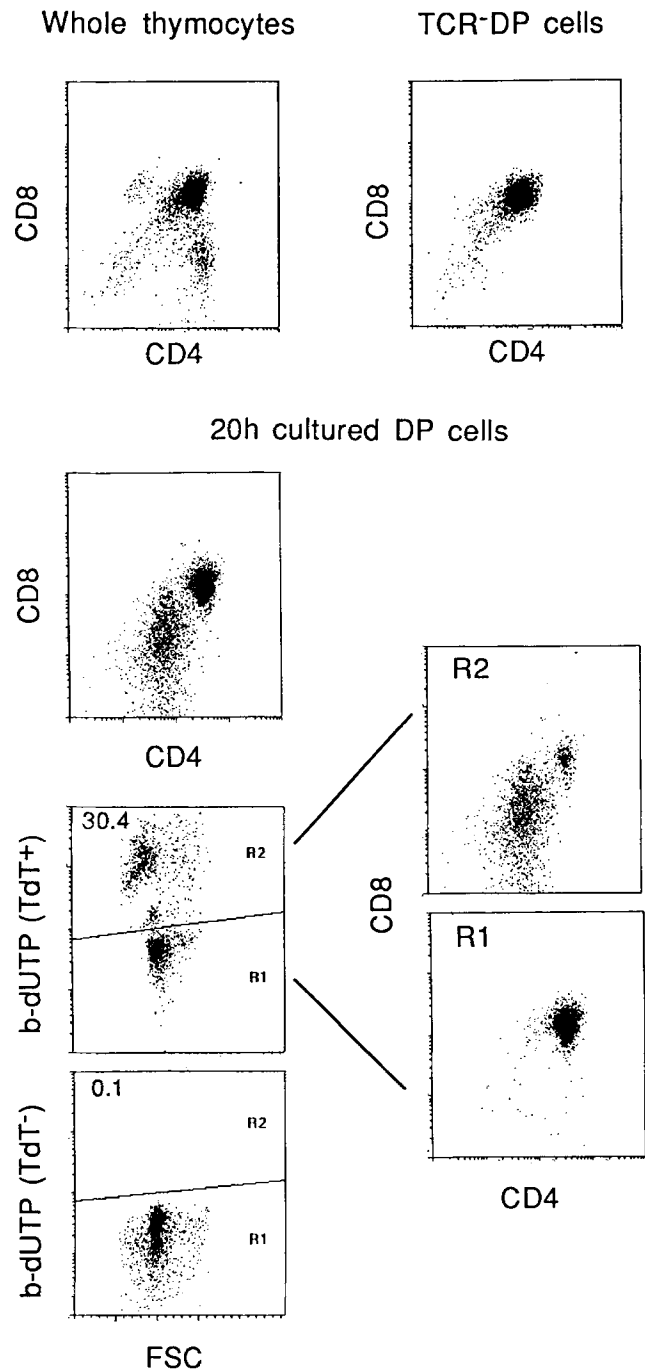 Whole thymocytes
TCR-DP cells
CD8
CD4
CD8
CD4
20h cultured DP cells
CD8
CD4
R2
30.4
R2
R1
b-dUTP (TdT+)
CD8
R1
CD4
0.1
R2
R1
b-dUTP (TdT-)
FSC